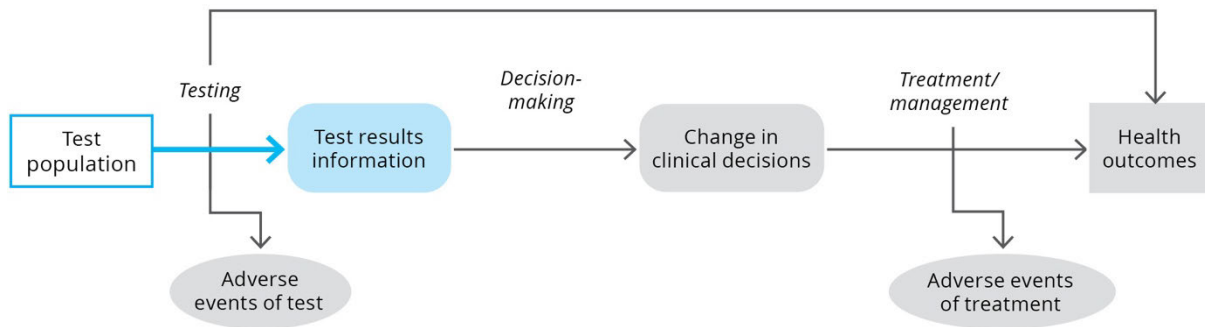 Testing
Decision-
making
Treatment/
management
Test
population
Test results
information
Change in
clinical decisions
Health
outcomes
Adverse
events of test
Adverse events
of treatment